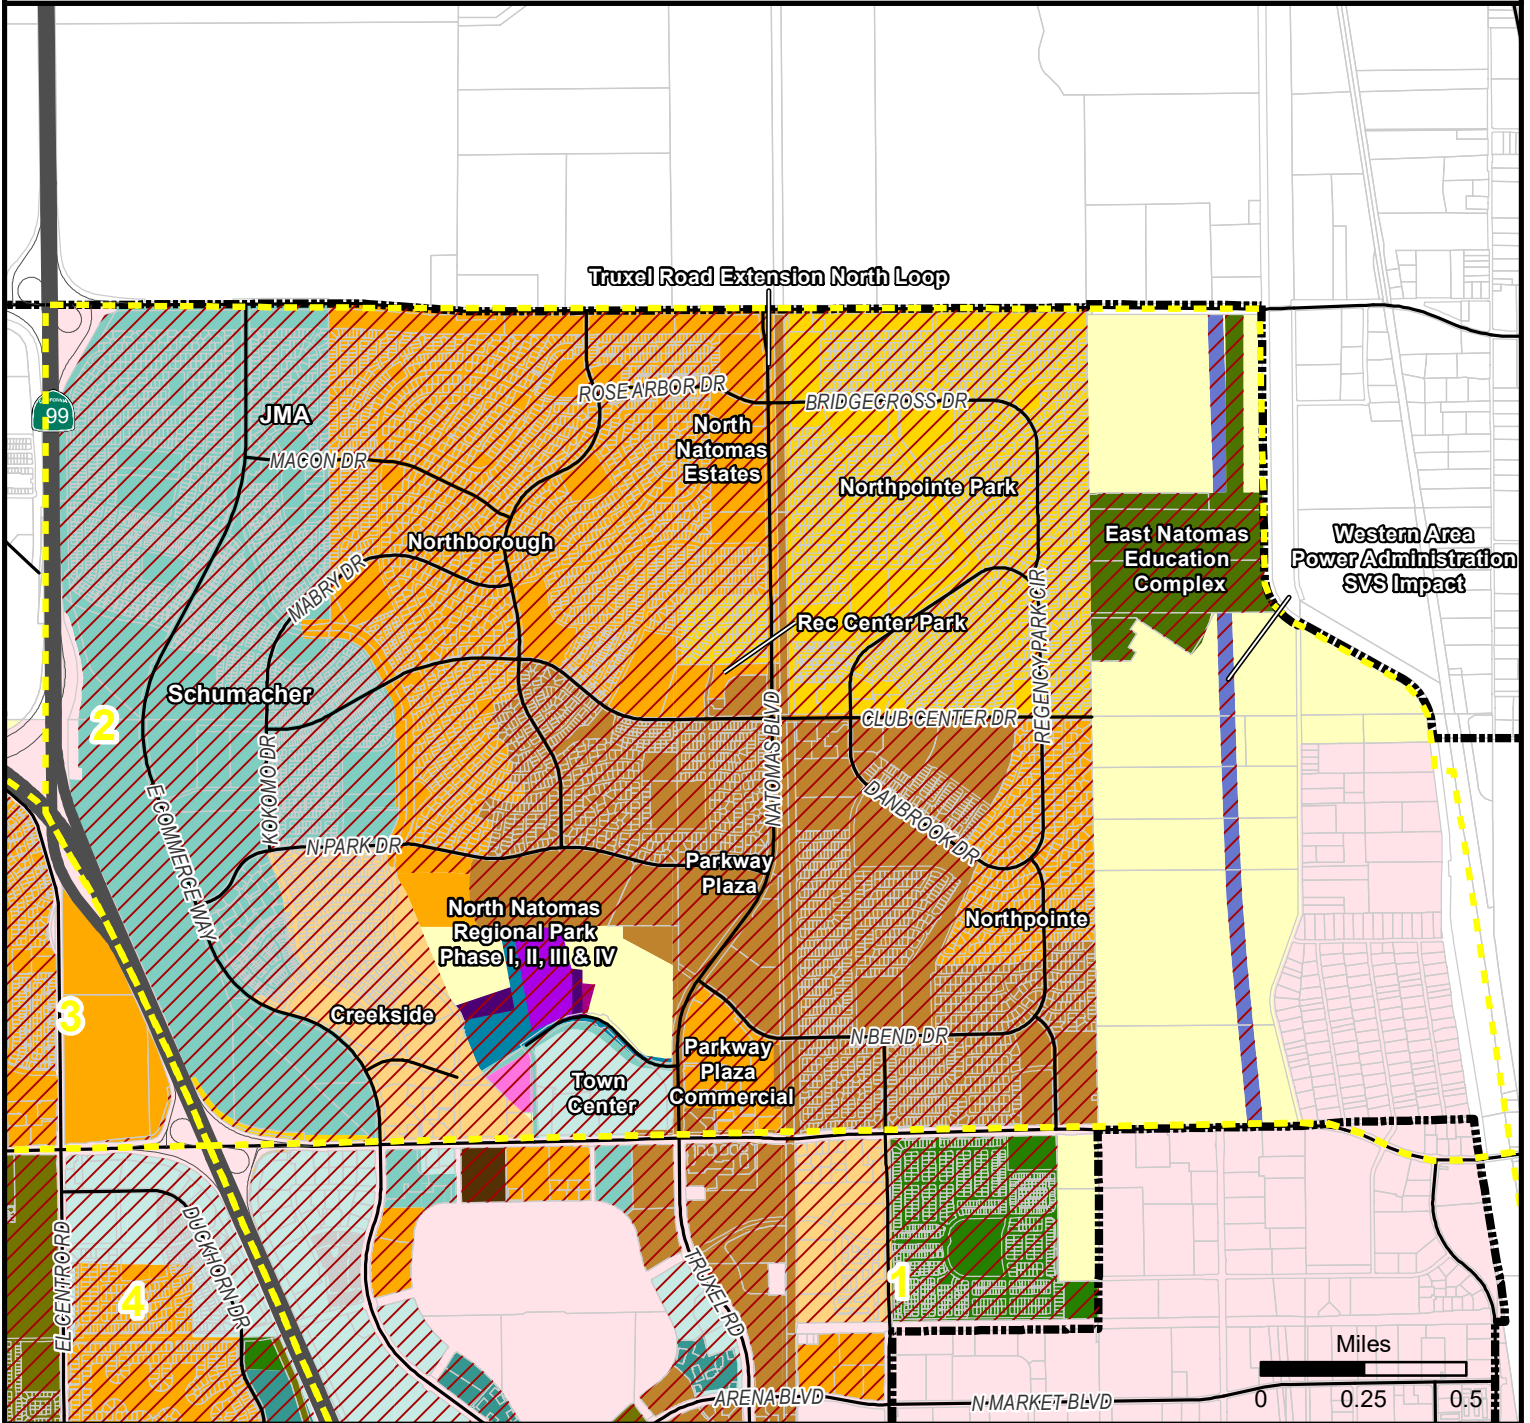 Truxel Road Extension North Loop
CALIFORNIA
99
JMA
ROSE ARBOR DR
BRIDGECROSS DR
North
Natomas
Estates
MACON DR
Northpointe Park
Northborough
East Natomas
Education
Complex
Western Area
Power Administration
SVS Impact
MABRY DR
REGENCY PARK CIR
Rec Center Park
Schumacher
2
KOKOMO DR
NATOMAS BLVD
CLUB CENTER DR
E COMMERCE WAY
DANBROOK DR
N PARK DR
Parkway
Plaza
North Natomas
Regional Park
Phase I, II, III & IV
Northpointe
3
Creekside
N BEND DR
Parkway
Plaza
Commercial
Town
Center
EL CENTRO RD
DUCKHORN DR
4
TRUXEL RD
1
ARENA BLVD
N MARKET BLVD
Miles
0 0.25 0.5